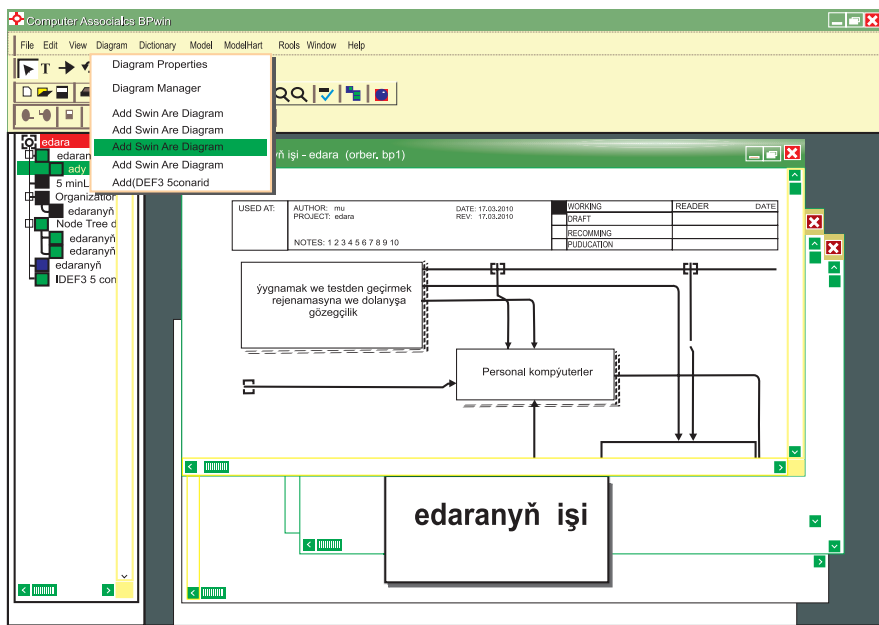 Computer Associalcs BPwin
File Edit View Diagram Dictionary Model ModelHart Rools Window Help
T
Diagram Properties
Diagram Manager
Add Swin Are Diagram
Add Swin Are Diagram
Add Swin Are Diagram
Add Swin Are Diagram
Add(DEF3 5conarid
edara
edaran
ady
5 minL
Organization
edaranyň
Node Tree d
edaranyň
edaranyň
edaranyň
IDEF3 5 con
işi - edara (orber. bp1)
USED AT:
AUTHOR: mu
PROJECT: edara
DATE: 17.03.2010
REV: 17.03.2010
NOTES: 1 2 3 4 5 6 7 8 9 10
WORKING
DRAFT
RECOMMING
PUDUCATION
READER
DATE
ýygnamak we testden geçirmek
rejenamasyna we dolanyşa
gözegçilik
Personal kompýuterler
edaranyň işi